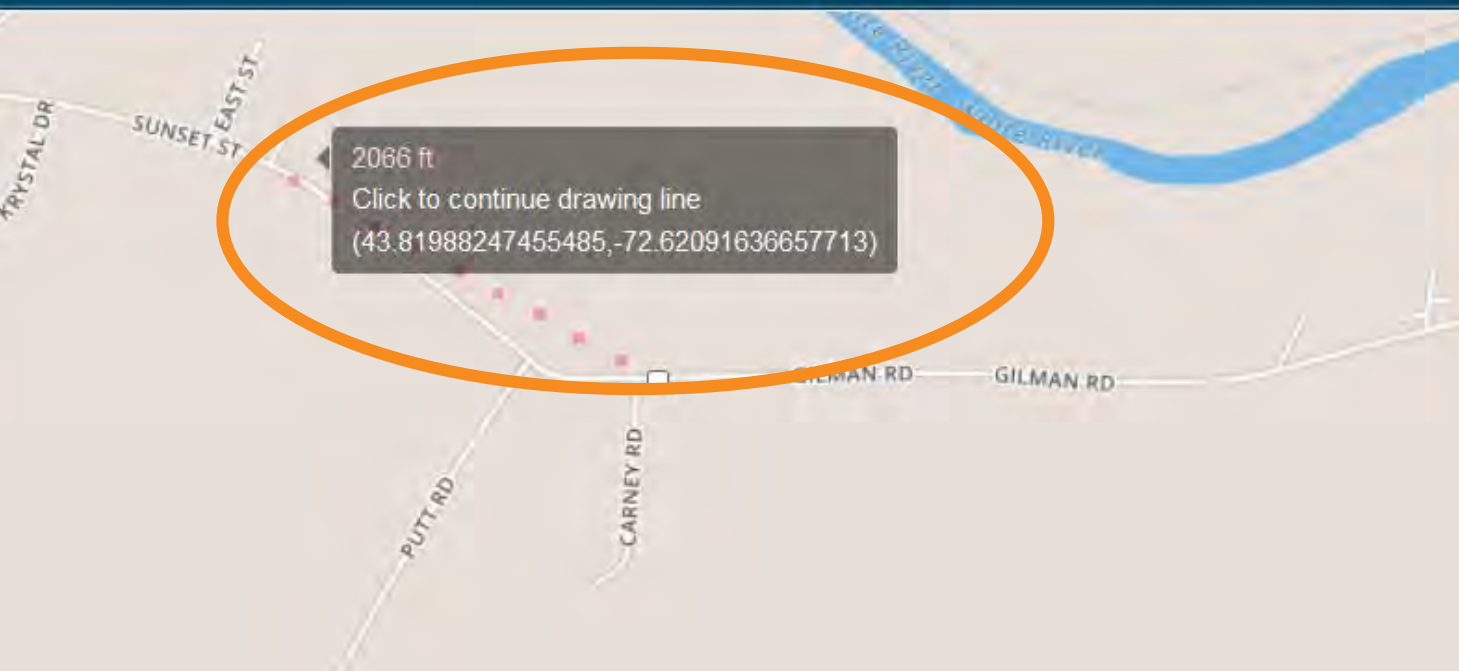 KRYSTAL DR
EAST ST
SUNSET ST
River White River
2066 ft
Click to continue drawing line
(43.81988247455485,-72.62091636657713)
GILMAN RD
GILMAN RD
PUTT RD
CARNEY RD